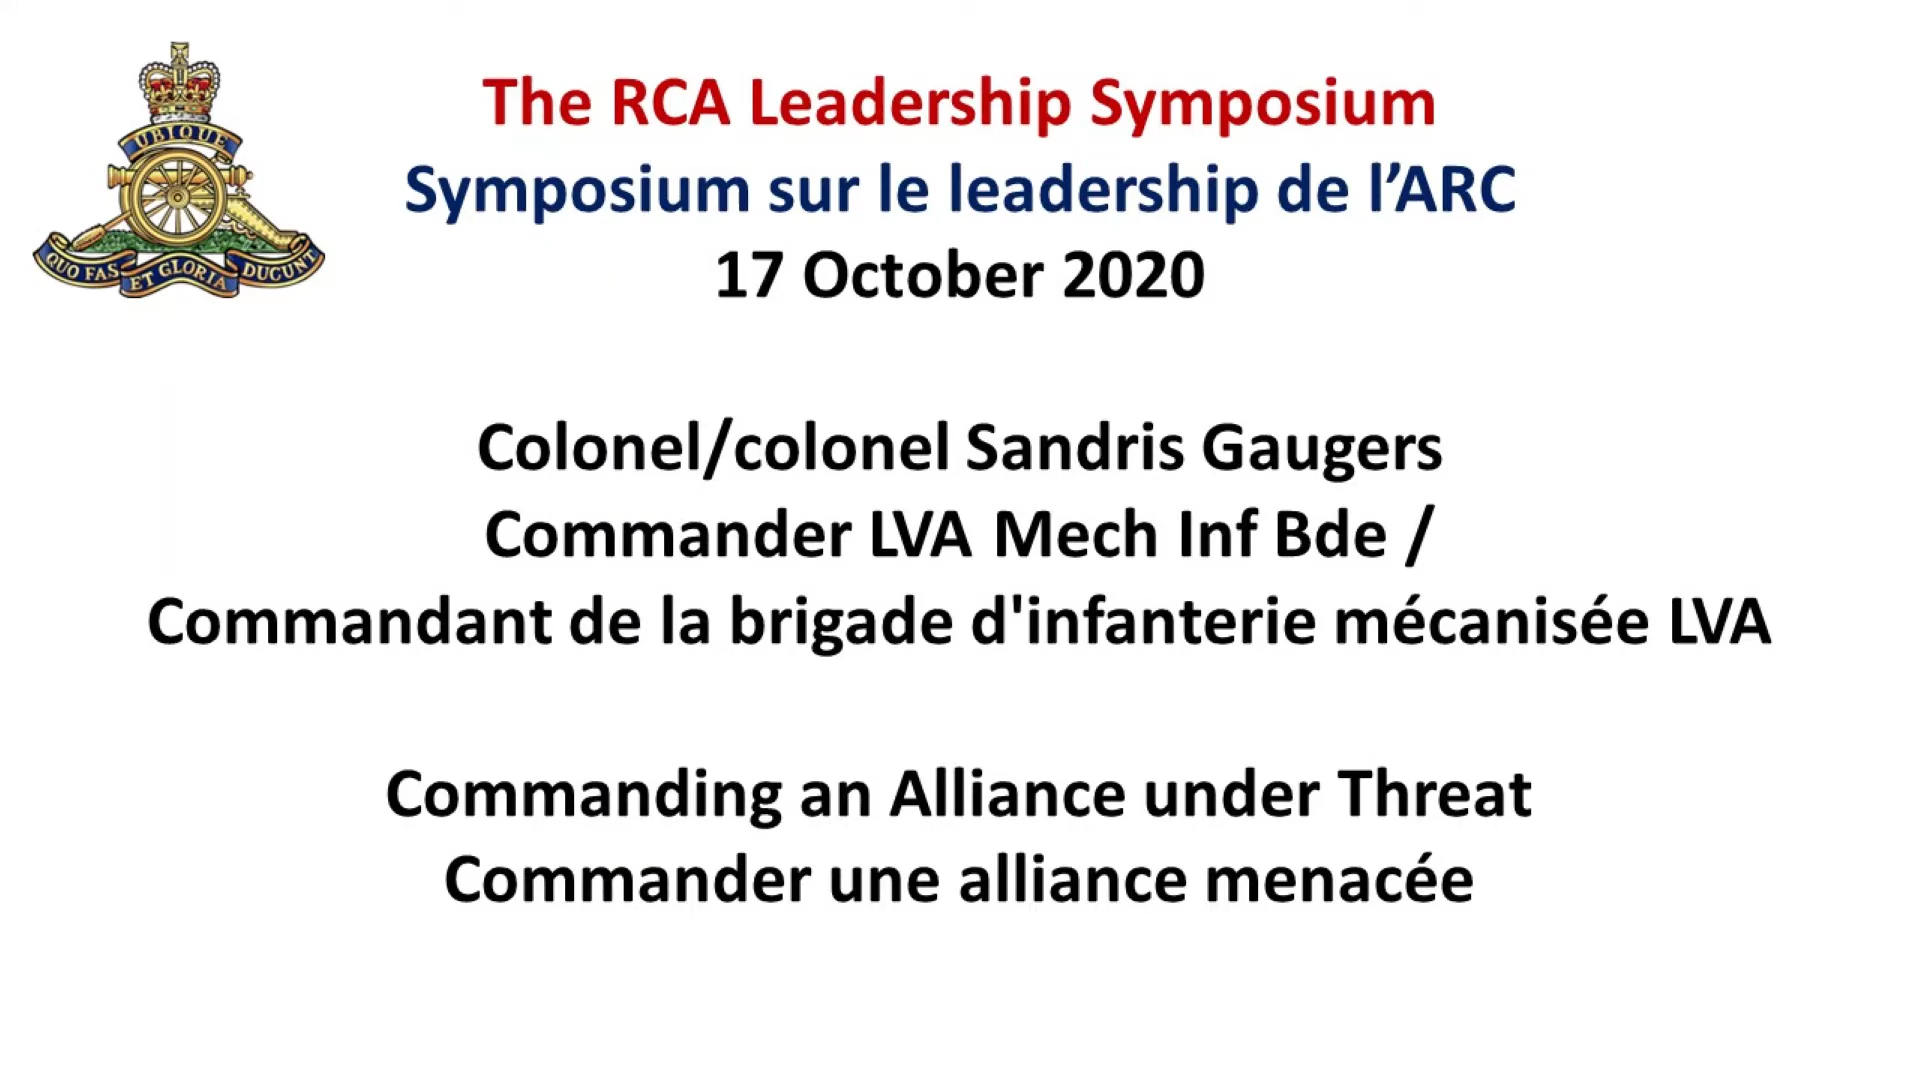 UBIQUE
QUO FAS ET GLORIA DUCUNT
The RCA Leadership Symposium
Symposium sur le leadership de l’ARC
17 October 2020
Colonel/colonel Sandris Gaugers
Commander LVA Mech Inf Bde /
Commandant de la brigade d'infanterie mécanisée LVA
Commanding an Alliance under Threat
Commander une alliance menacée